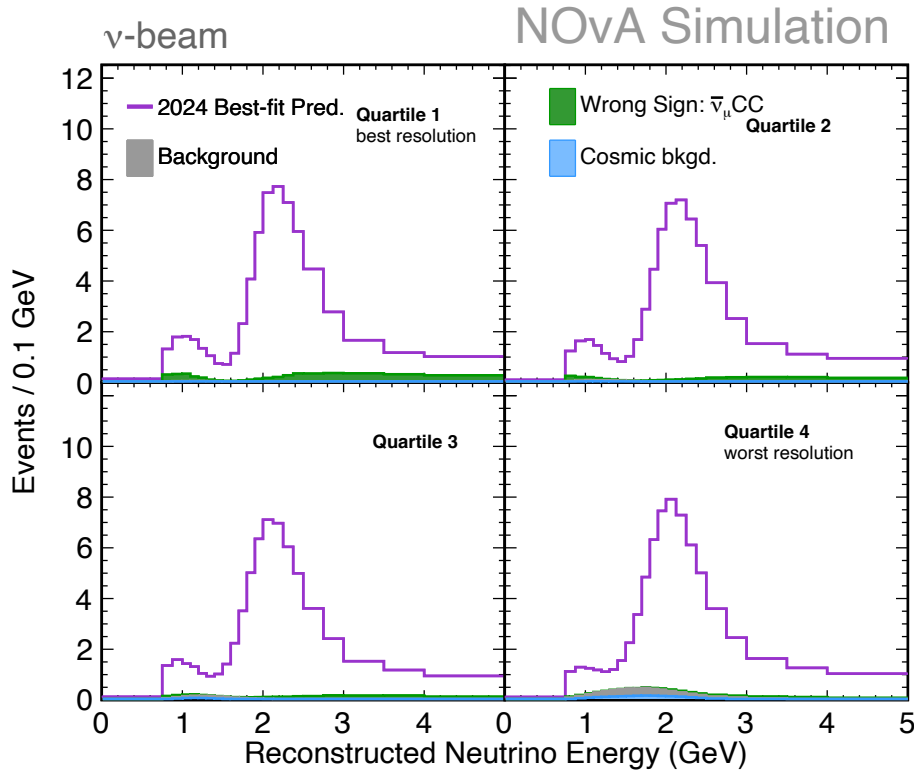 ν-beam
NOvA Simulation
12
10
8
6
4
2
0
2024 Best-fit Pred.
Background
Quartile 1
best resolution
Wrong Sign: ν̅μCC
Cosmic bkgd.
Quartile 2
Events / 0.1 GeV
10
8
6
4
2
0
Quartile 3
Quartile 4
worst resolution
0 1 2 3 4 0 1 2 3 4 5
Reconstructed Neutrino Energy (GeV)